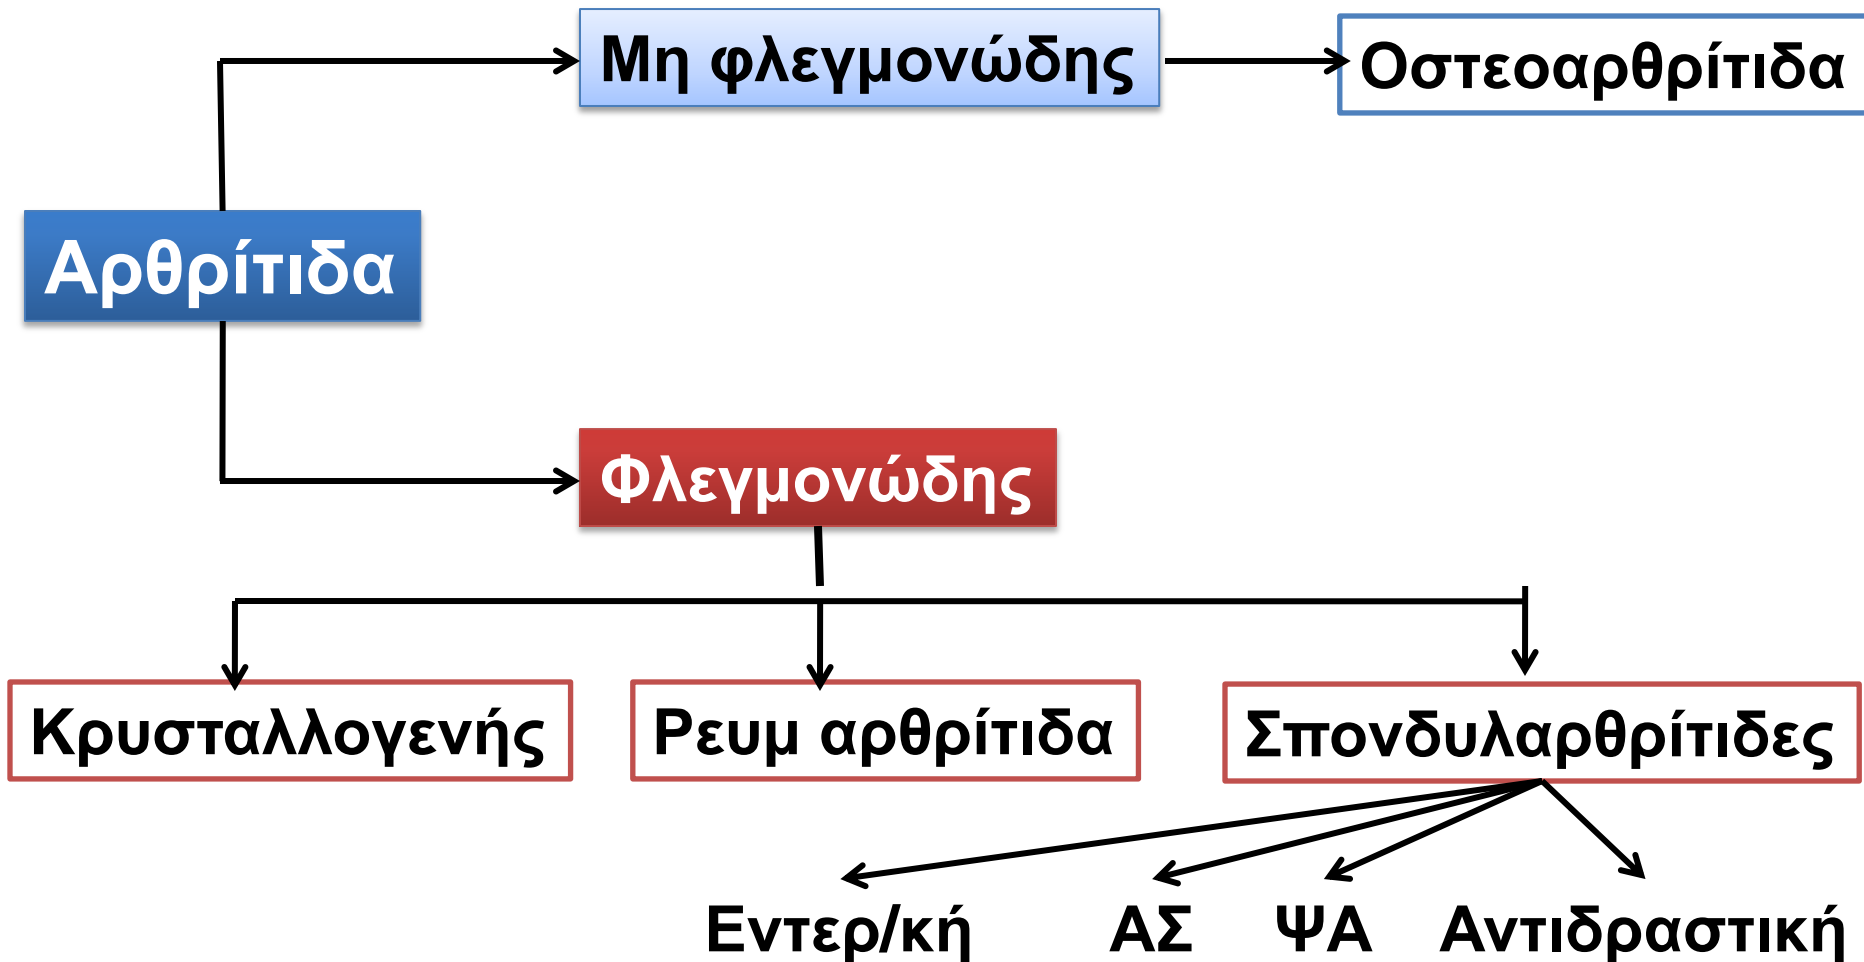 Μη φλεγμονώδης
Οστεοαρθρίτιδα
Αρθρίτιδα
Φλεγμονώδης
Κρυσταλλογενής
Ρευμ αρθρίτιδα
Σπονδυλαρθρίτιδες
Εντερ/κή
ΑΣ
ΨΑ
Αντιδραστική